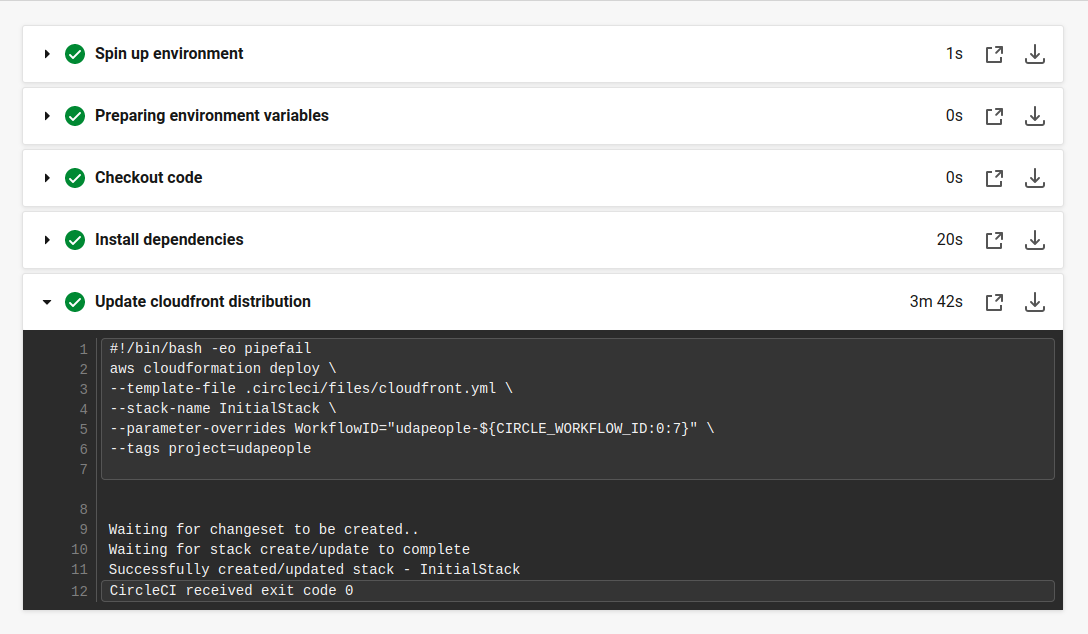 Spin up environment 1s
Preparing environment variables 0s
Checkout code 0s
Install dependencies 20s
Update cloudfront distribution 3m 42s
1 #!/bin/bash -eo pipefail
2 aws cloudformation deploy \
3 --template-file .circleci/files/cloudfront.yml \
4 --stack-name InitialStack \
5 --parameter-overrides WorkflowID="udapeople-${CIRCLE_WORKFLOW_ID:0:7}" \
6 --tags project=udapeople
7
8
9 Waiting for changeset to be created..
10 Waiting for stack create/update to complete
11 Successfully created/updated stack - InitialStack
12 CircleCI received exit code 0